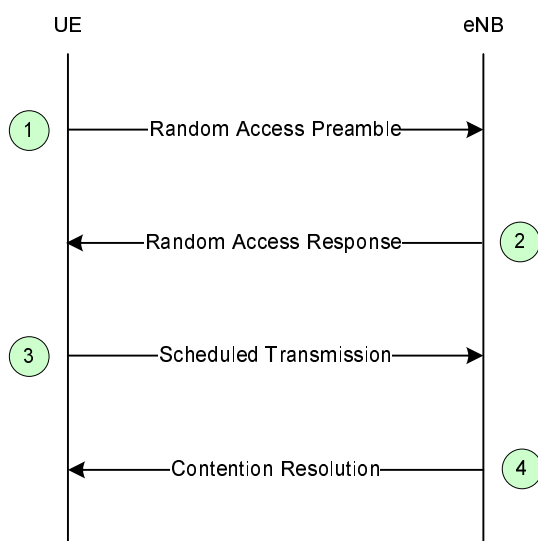 UE
eNB
1
Random Access Preamble
Random Access Response
2
3
Scheduled Transmission
Contention Resolution
4